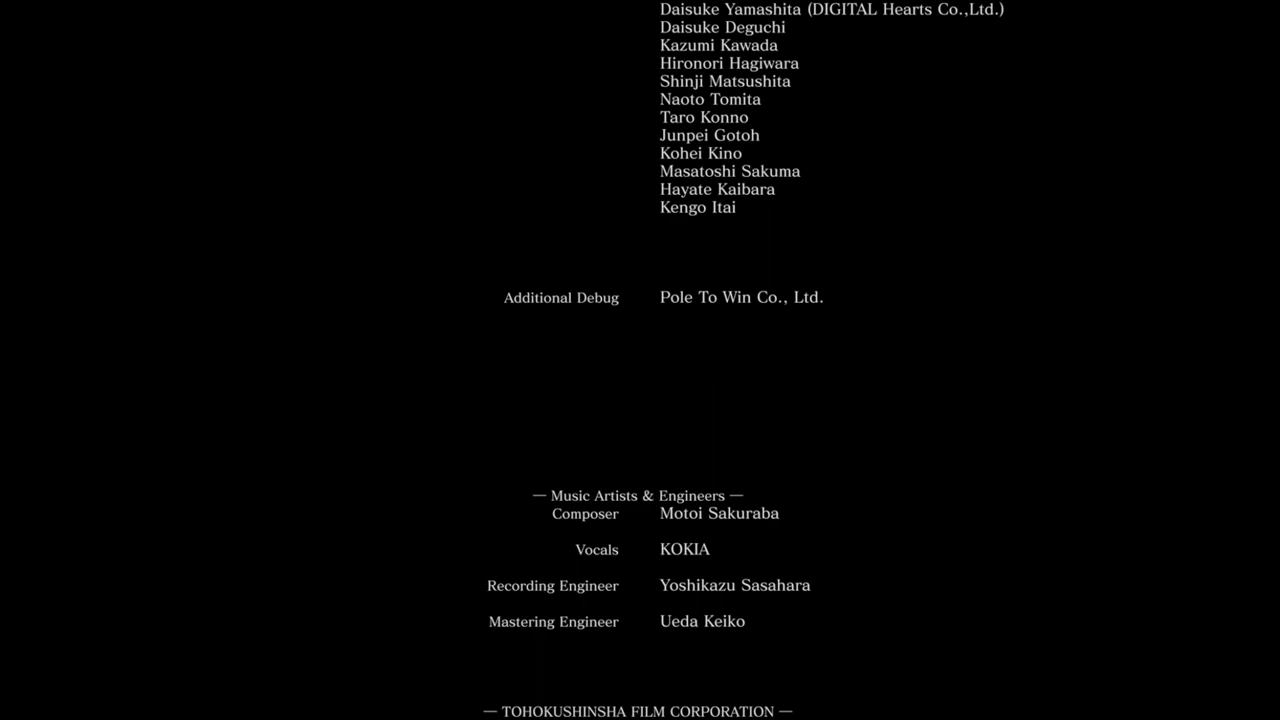 Daisuke Yamashita (DIGITAL Hearts Co.,Ltd.)
Daisuke Deguchi
Kazumi Kawada
Hironori Hagiwara
Shinji Matsushita
Naoto Tomita
Taro Konno
Junpei Gotoh
Kohei Kino
Masatoshi Sakuma
Hayate Kaibara
Kengo Itai
Additional Debug Pole To Win Co., Ltd.
— Music Artists & Engineers —
Composer Motoi Sakuraba
Vocals KOKIA
Recording Engineer Yoshikazu Sasahara
Mastering Engineer Ueda Keiko
— TOHOKUSHINSHA FILM CORPORATION —